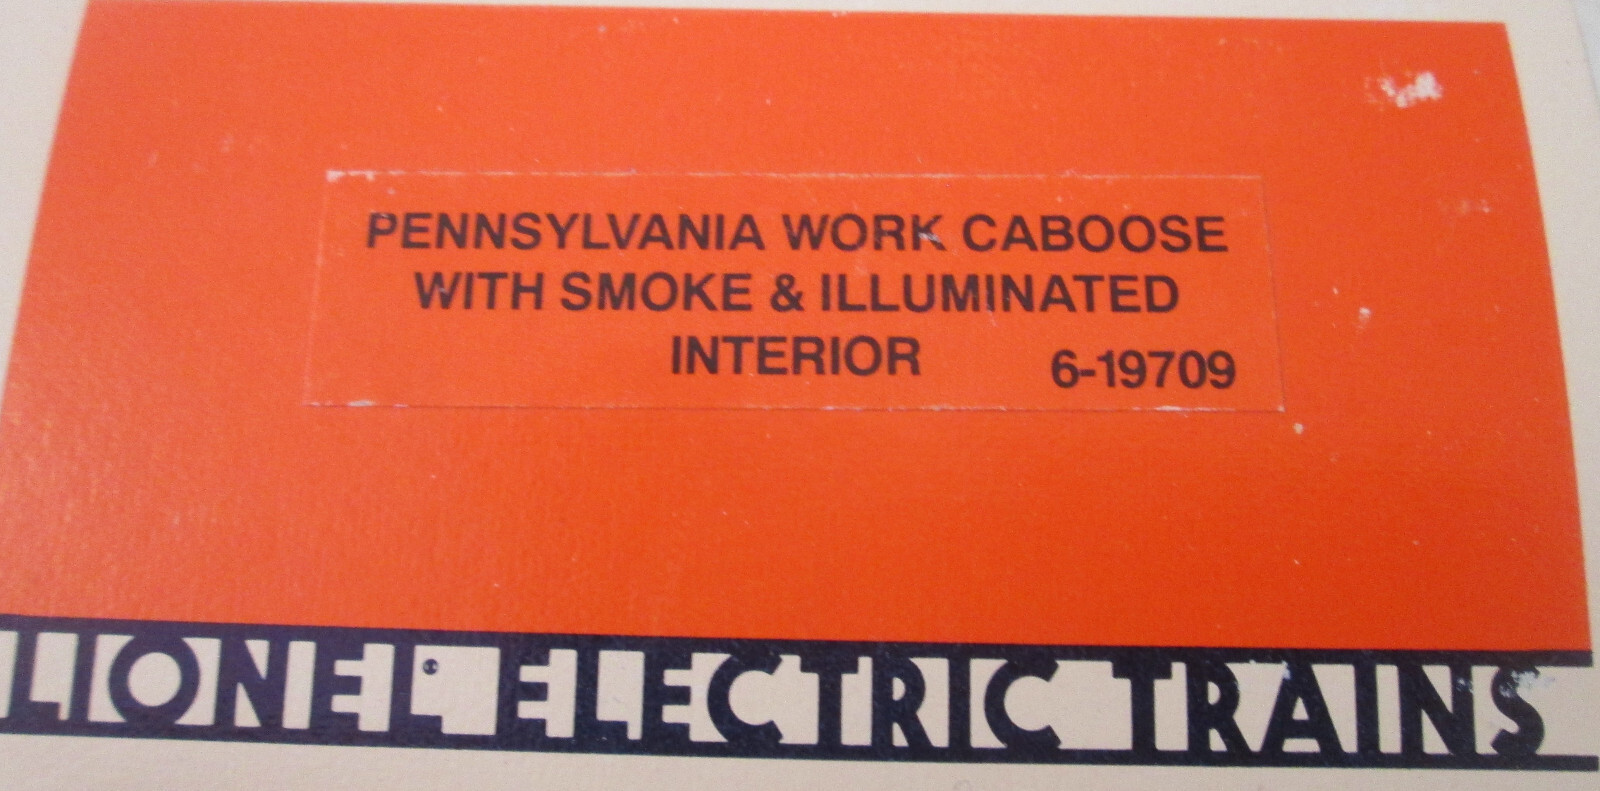 PENNSYLVANIA WORK CABOOSE
WITH SMOKE & ILLUMINATED
INTERIOR 6-19709
LIONEL ELECTRIC TRAINS